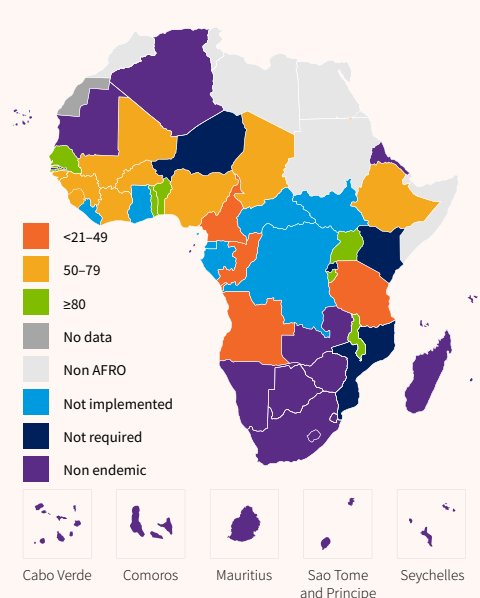 <21–49
50–79
≥80
No data
Non AFRO
Not implemented
Not required
Non endemic
Cabo Verde
Comoros
Mauritius
Sao Tome
and Principe
Seychelles